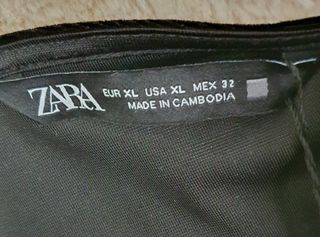 ZARA
EUR XL USA XL MEX 32
MADE IN CAMBODIA